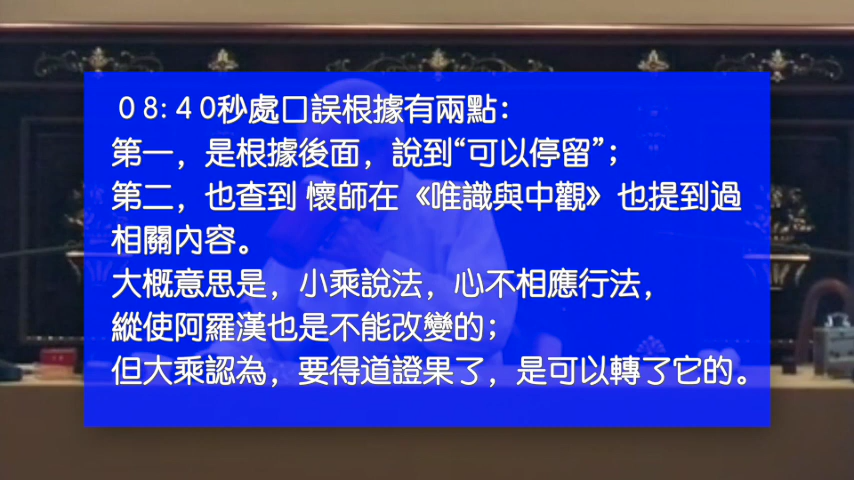 08:40秒處口誤根據有兩點：
第一，是根據後面，說到“可以停留”；
第二，也查到 懷師在《唯識與中觀》也提到過
相關內容。
大概意思是，小乘說法，心不相應行法，
縱使阿羅漢也是不能改變的；
但大乘認為，要得道證果了，是可以轉了它的。